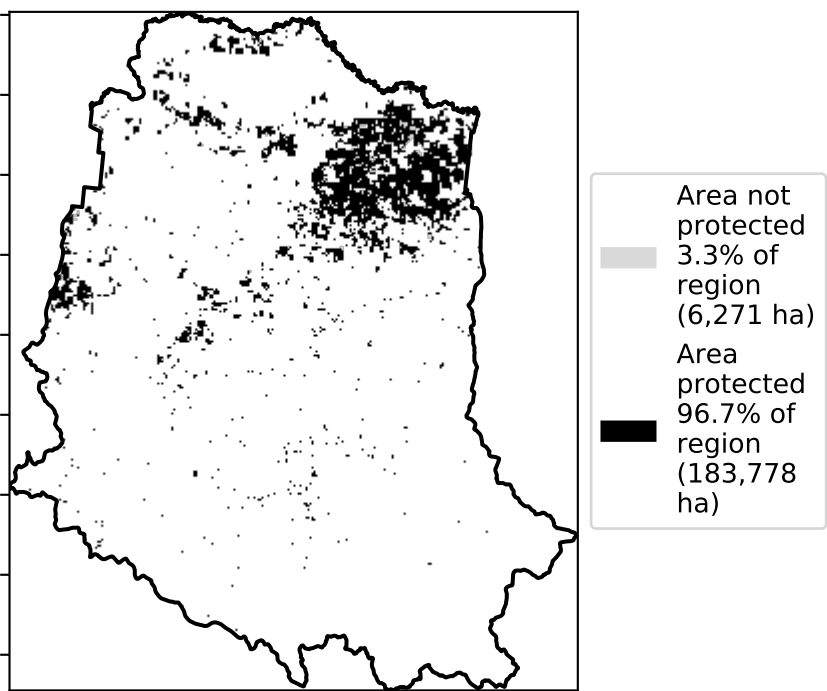 Area not
protected
3.3% of
region
(6,271 ha)
Area
protected
96.7% of
region
(183,778
ha)